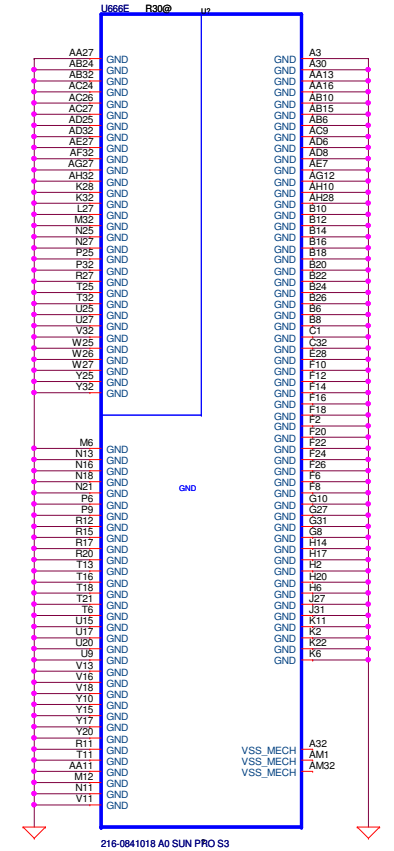 U666E R30@ U?
AA27 GND
AB24 GND
AB32 GND
AC24 GND
AC26 GND
AC27 GND
AD25 GND
AD32 GND
AE27 GND
AF32 GND
AG27 GND
AH32 GND
K28 GND
K32 GND
L27 GND
M32 GND
N25 GND
N27 GND
P25 GND
P32 GND
R27 GND
T25 GND
T32 GND
U25 GND
U27 GND
V32 GND
W25 GND
W26 GND
W27 GND
Y25 GND
Y32 GND
M6 GND
N13 GND
N16 GND
N18 GND
N21 GND
P6 GND
P9 GND
R12 GND
R15 GND
R17 GND
R20 GND
T13 GND
T16 GND
T18 GND
T21 GND
T6 GND
U15 GND
U17 GND
U20 GND
U9 GND
V13 GND
V16 GND
V18 GND
Y10 GND
Y15 GND
Y17 GND
Y20 GND
R11 GND
T11 GND
AA11 GND
M12 GND
N11 GND
V11 GND
GND
GND A3
GND A30
GND AA13
GND AA16
GND AB10
GND AB15
GND AB6
GND AC9
GND AD6
GND AD8
GND AE7
GND AG12
GND AH10
GND AH28
GND B10
GND B12
GND B14
GND B16
GND B18
GND B20
GND B22
GND B24
GND B26
GND B6
GND B8
GND C1
GND C32
GND E28
GND F10
GND F12
GND F14
GND F16
GND F18
GND F2
GND F20
GND F22
GND F24
GND F26
GND F6
GND F8
GND G10
GND G27
GND G31
GND G8
GND H14
GND H17
GND H2
GND H20
GND H6
GND J27
GND J31
GND K11
GND K2
GND K22
GND K6
VSS_MECH A32
VSS_MECH AM1
VSS_MECH AM32
216-0841018 A0 SUN PRO S3